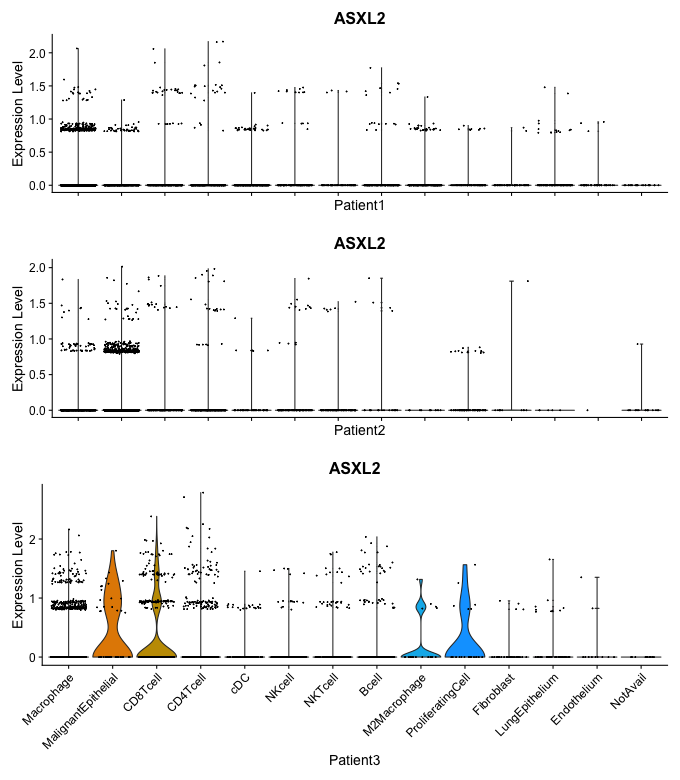 ASXL2
Expression Level
2.0
1.5
1.0
0.5
0.0
Patient1
ASXL2
Expression Level
2.0
1.5
1.0
0.5
0.0
Patient2
ASXL2
Expression Level
2
1
0
Macrophage
MalignantEpithelial
CD8Tcell
CD4Tcell
cDC
NKcell
NKTcell
Bcell
M2Macrophage
ProliferatingCell
Fibroblast
LungEpithelium
Endothelium
NotAvail
Patient3